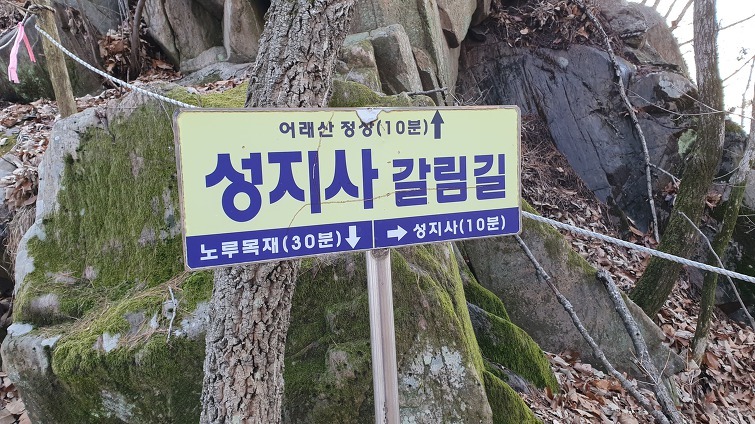 어래산 정상(10분)↑
성지사 갈림길
노루목재(30분)↓ →성지사(10분)